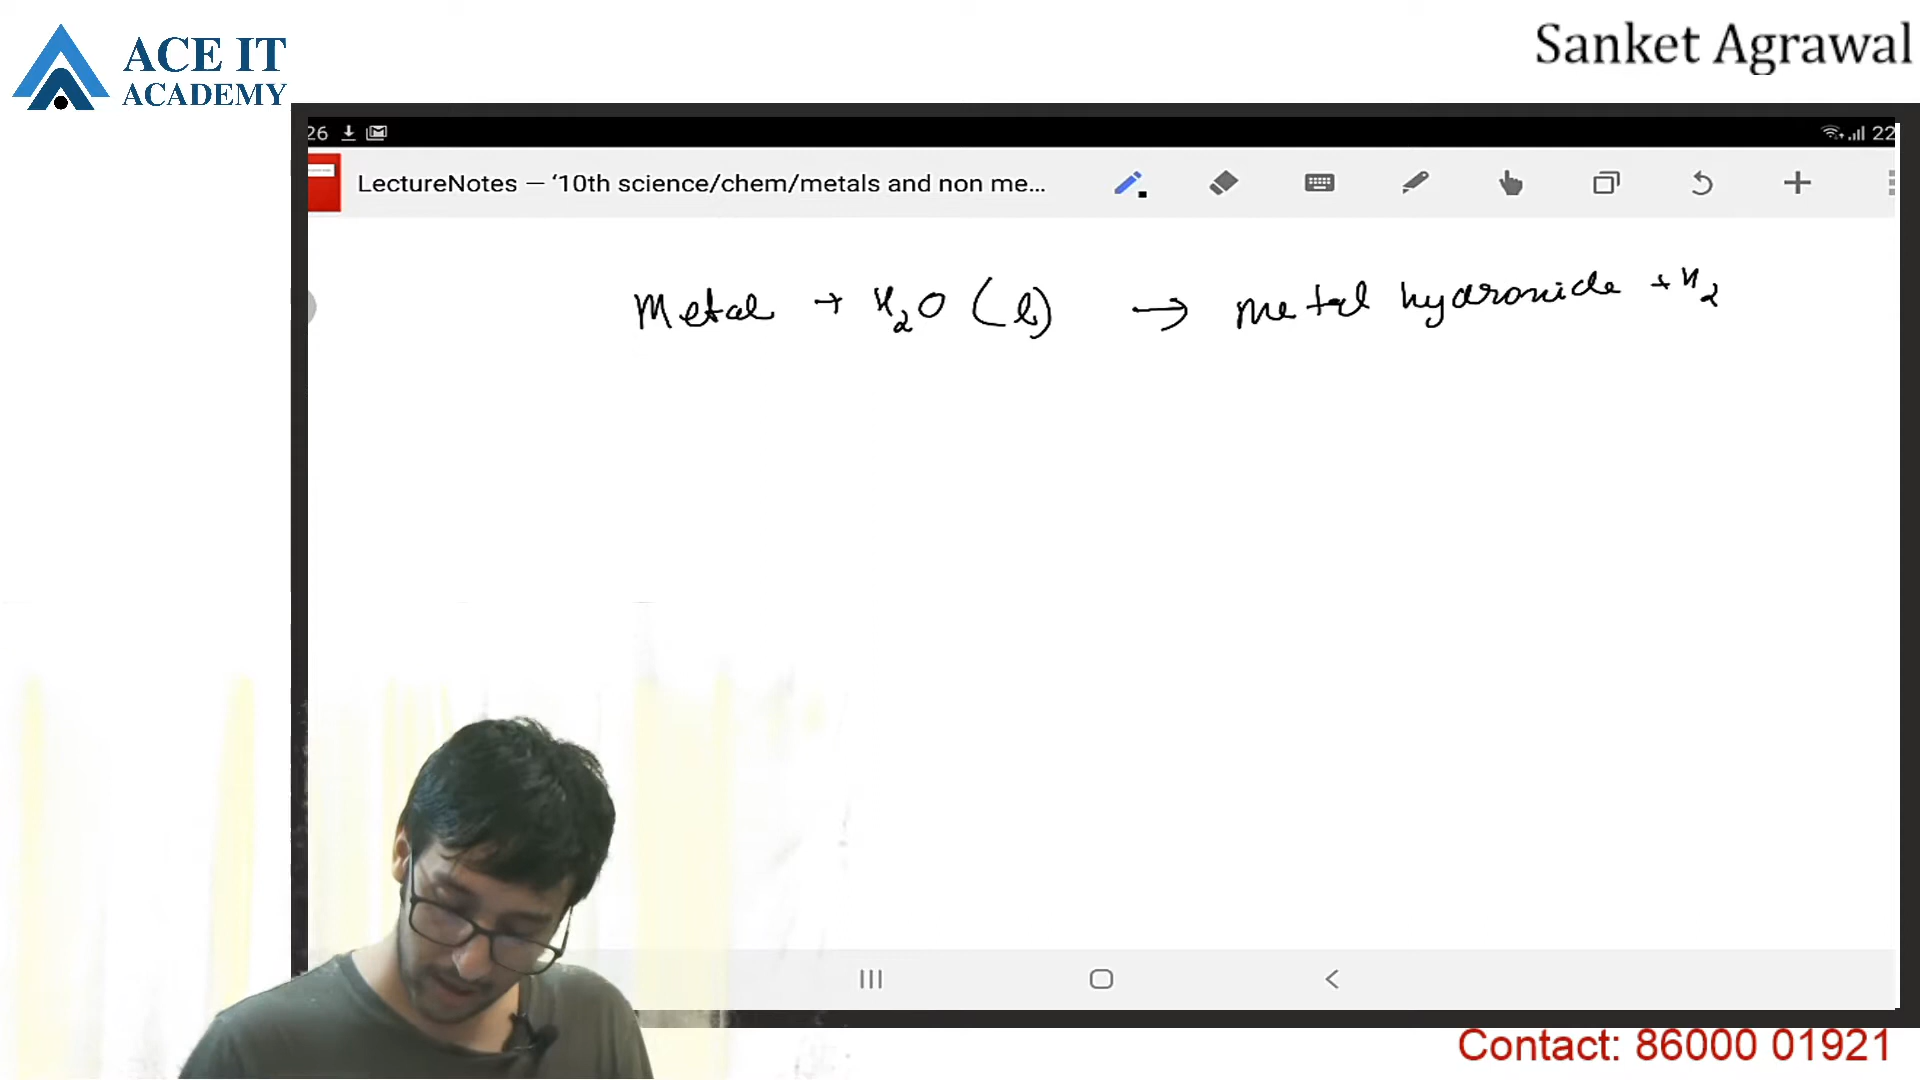 ACE IT
ACADEMY
Sanket Agrawal
26
22
LectureNotes — ‘10th science/chem/metals and non me...
Metal + H₂O (l) → Metal hydroxide + H₂
Contact: 86000 01921